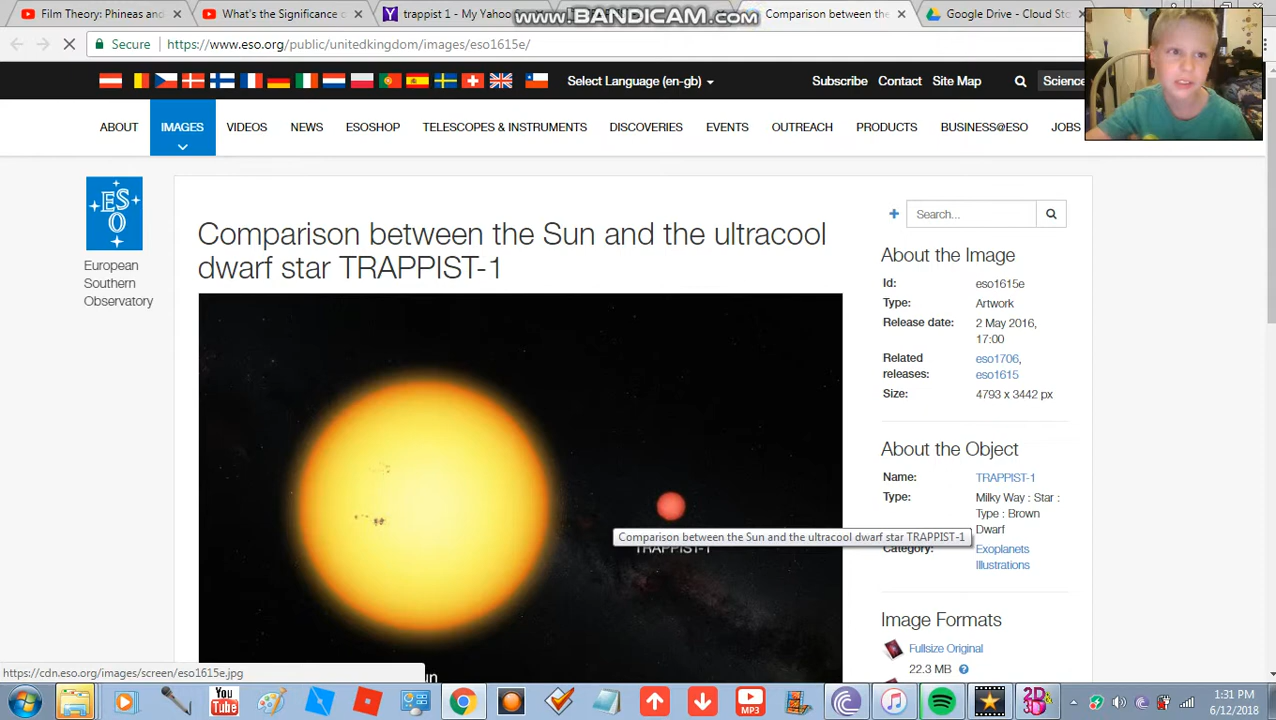 Film Theory: Phineas and
What's the Significance o
trappist 1 - My Yahoo
www.BANDICAM.com
Comparison between the
Google Drive - Cloud Sto
Secure
https://www.eso.org/public/unitedkingdom/images/eso1615e/
Select Language (en-gb)
Subscribe
Contact
Site Map
Science
ABOUT
IMAGES
VIDEOS
NEWS
ESOSHOP
TELESCOPES & INSTRUMENTS
DISCOVERIES
EVENTS
OUTREACH
PRODUCTS
BUSINESS@ESO
JOBS
ESO
European
Southern
Observatory
Comparison between the Sun and the ultracool
dwarf star TRAPPIST-1
Comparison between the Sun and the ultracool dwarf star TRAPPIST-1
TRAPPIST-1
Search...
About the Image
Id: eso1615e
Type: Artwork
Release date: 2 May 2016,
17:00
Related eso1706,
releases: eso1615
Size: 4793 x 3442 px
About the Object
Name: TRAPPIST-1
Type: Milky Way : Star :
Type : Brown
Dwarf
Category: Exoplanets
Illustrations
Image Formats
Fullsize Original
22.3 MB
https://cdn.eso.org/images/screen/eso1615e.jpg
You
Tube
MP3
3D
1:31 PM
6/12/2018